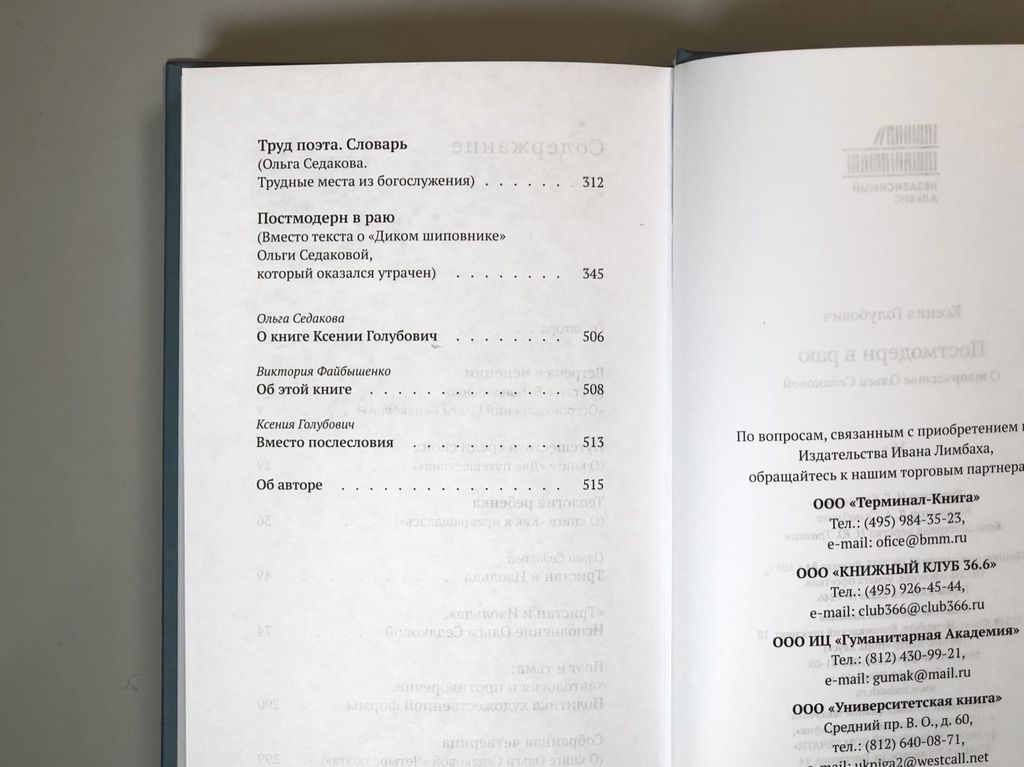 Труд поэта. Словарь
(Ольга Седакова.
Трудные места из богослужения) . . . . . . 312
Постмодерн в раю
(Вместо текста о «Диком шиповнике»
Ольги Седаковой,
который оказался утрачен) . . . . . . . . 345
Ольга Седакова
О книге Ксении Голубович . . . . . . . . 506
Виктория Файбышенко
Об этой книге . . . . . . . . . . . . . . 508
Ксения Голубович
Вместо послесловия . . . . . . . . . . . 513
Об авторе . . . . . . . . . . . . . . . . 515
По вопросам, связанным с приобретением
Издательства Ивана Лимбаха,
обращайтесь к нашим торговым партнера
ООО «Терминал-Книга»
Тел.: (495) 984-35-23,
e-mail: ofice@bmm.ru
ООО «КНИЖНЫЙ КЛУБ 36.6»
Тел.: (495) 926-45-44,
e-mail: club366@club366.ru
ООО ИЦ «Гуманитарная Академия»
Тел.: (812) 430-99-21,
e-mail: gumak@mail.ru
ООО «Университетская книга»
Средний пр. В. О., д. 60,
тел.: (812) 640-08-71,
e-mail: ukniga2@westcall.net